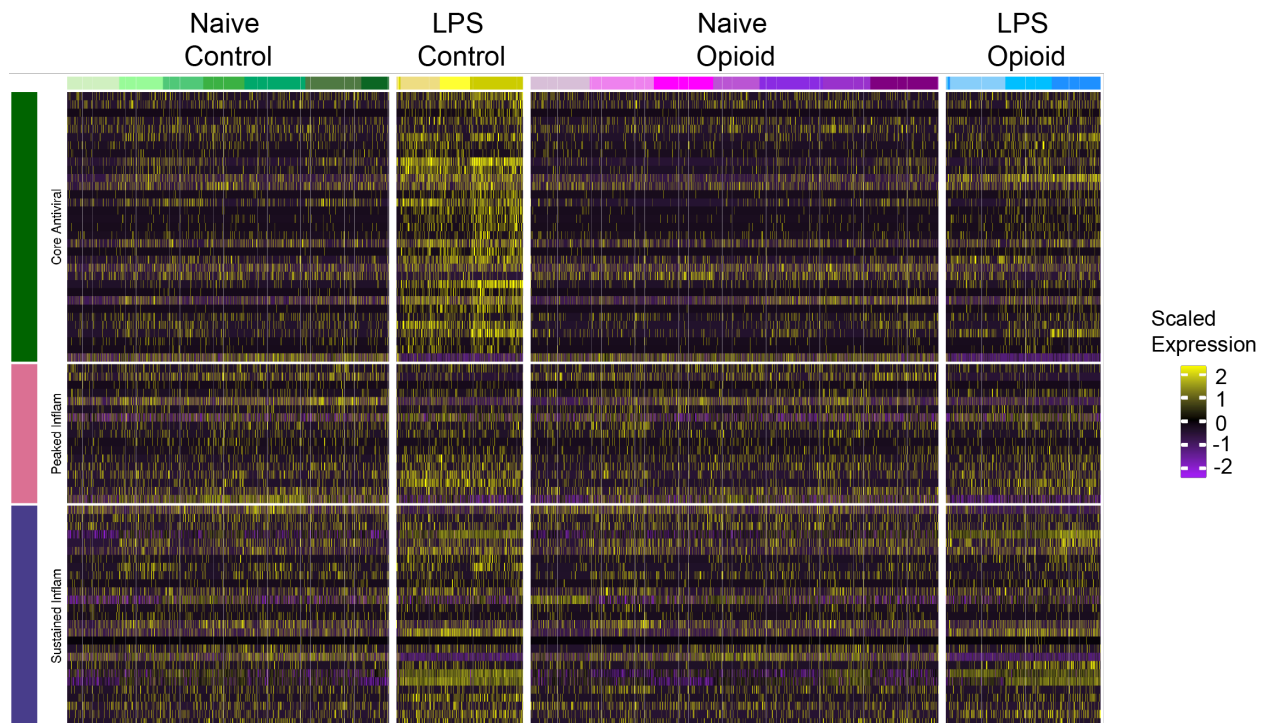 Naive
Control
LPS
Control
Naive
Opioid
LPS
Opioid
Core Antiviral
Peaked Inflam
Sustained Inflam
Scaled
Expression
2
1
0
-1
-2